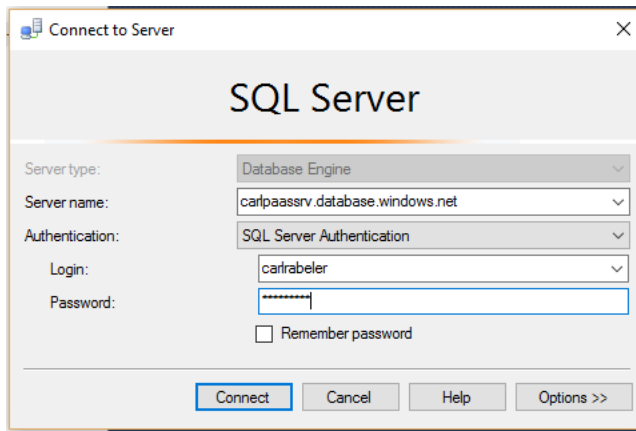 Connect to Server
SQL Server
Server type: Database Engine
Server name: carlpaassrv.database.windows.net
Authentication: SQL Server Authentication
Login: carlrabeler
Password: *********
Remember password
Connect Cancel Help Options >>